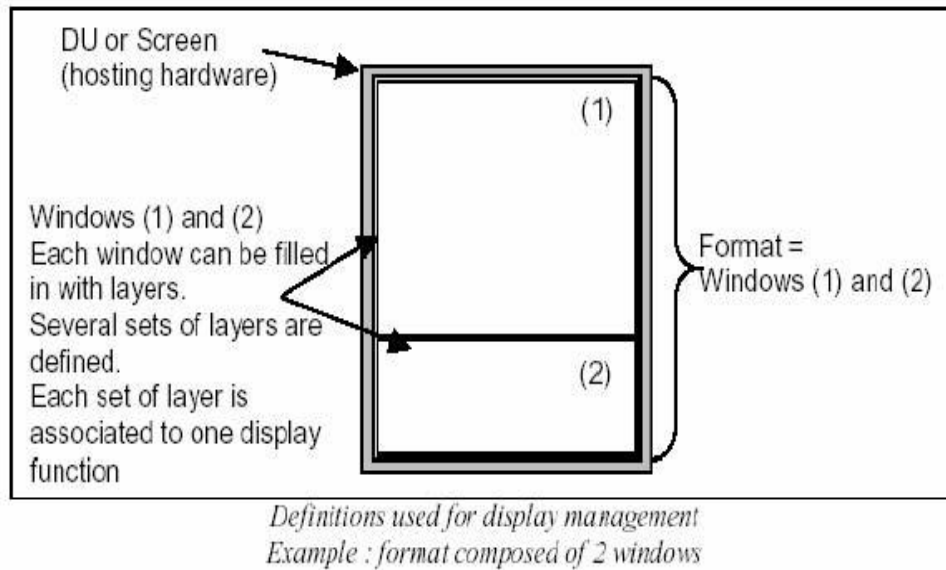 DU or Screen
(hosting hardware)
(1)
Windows (1) and (2)
Each window can be filled
in with layers.
Several sets of layers are
defined.
Each set of layer is
associated to one display
function
Format =
Windows (1) and (2)
(2)
Definitions used for display management
Example : format composed of 2 windows